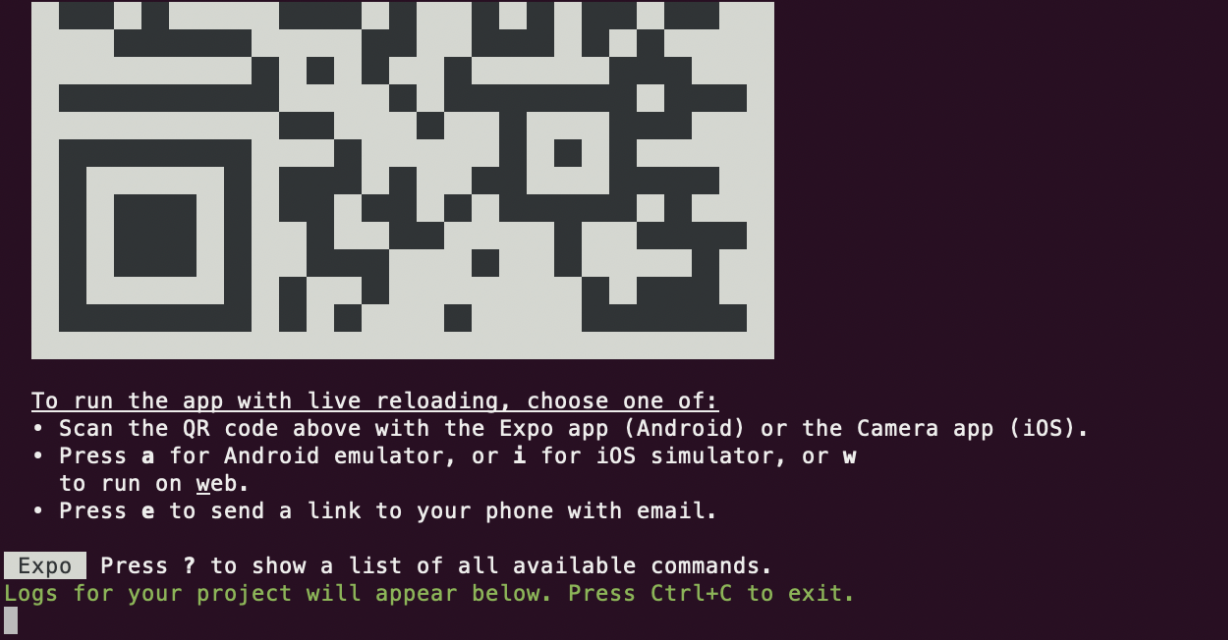 To run the app with live reloading, choose one of:
• Scan the QR code above with the Expo app (Android) or the Camera app (iOS).
• Press a for Android emulator, or i for iOS simulator, or w
to run on web.
• Press e to send a link to your phone with email.
Expo Press ? to show a list of all available commands.
Logs for your project will appear below. Press Ctrl+C to exit.